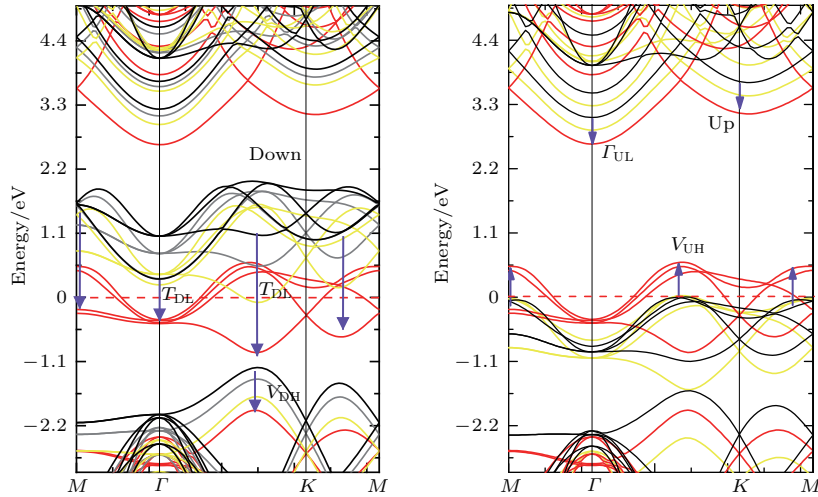 4.4
3.3
2.2
1.1
0
−1.1
−2.2
Energy/eV
Down
T_DL
T_DL
V_DH
M
Γ
K
M
4.4
3.3
2.2
1.1
0
−1.1
−2.2
Energy/eV
Γ_UL
Up
V_UH
M
Γ
K
M